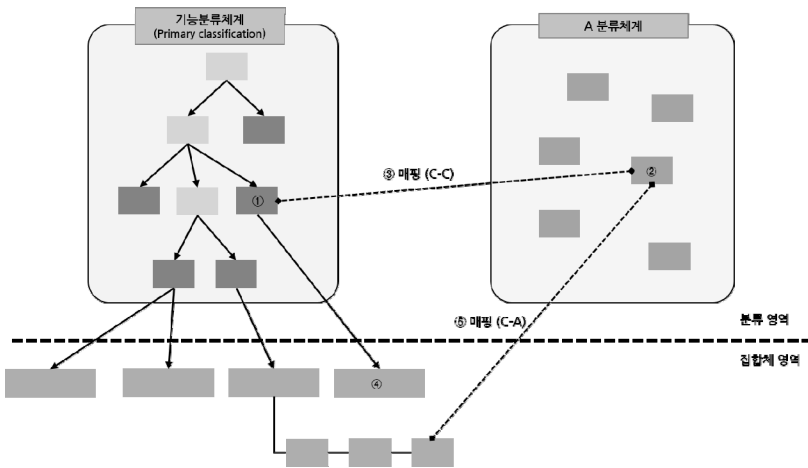 기능분류체계
(Primary classification)
A 분류체계
③ 매핑 (C-C)
①
②
⑤ 매핑 (C-A)
분류 영역
집합체 영역
④